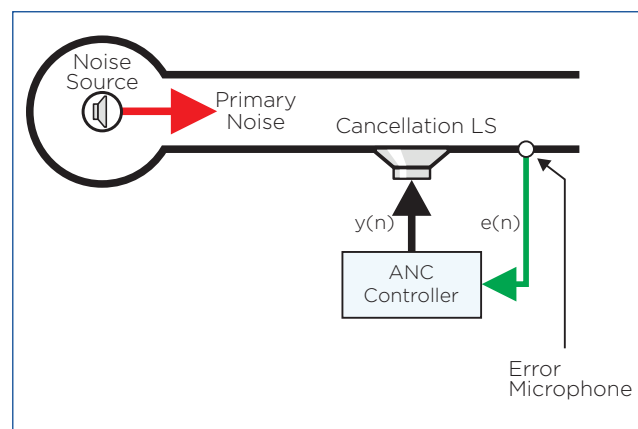 Noise
Source
Primary
Noise
Cancellation LS
y(n)
e(n)
ANC
Controller
Error
Microphone